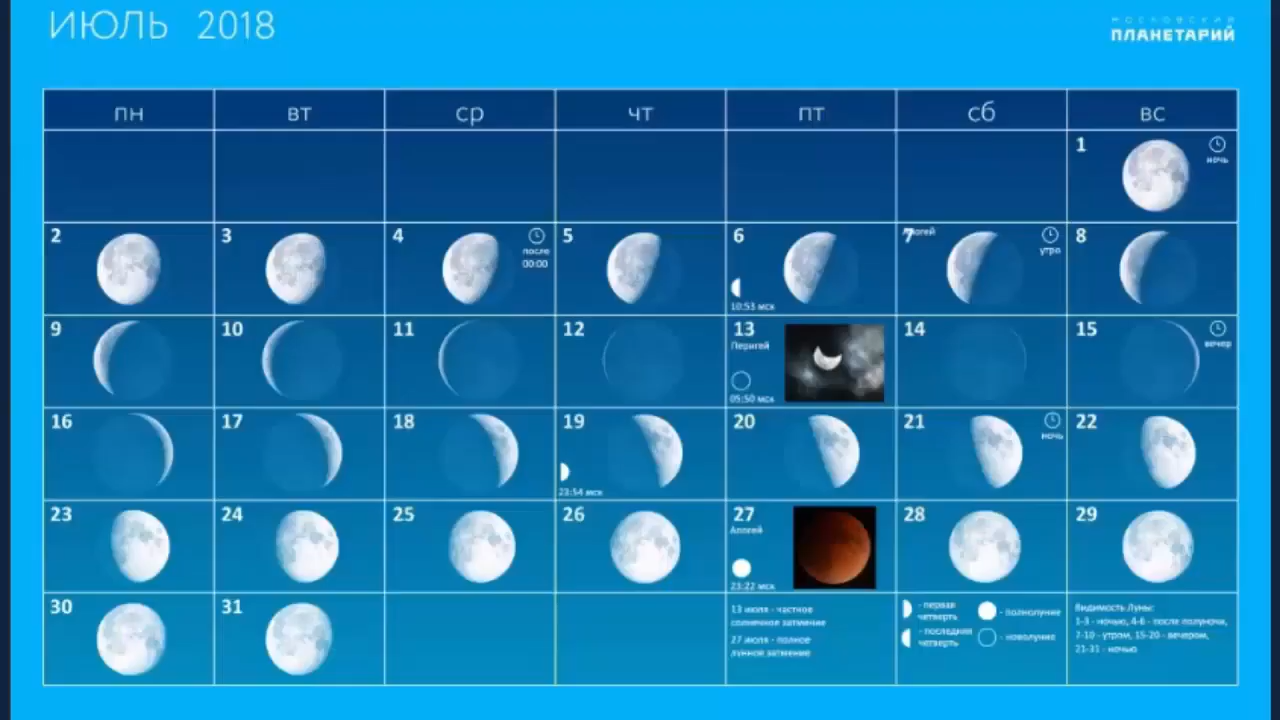 ИЮЛЬ 2018
МОСКОВСКИЙ
ПЛАНЕТАРИЙ
пн вт ср чт пт сб вс
1
ночь
2 3 4 5 6 7 8
после
00:00
10:53 мск
утро
9 10 11 12 13 14 15
Перигей
05:50 мск
вечер
16 17 18 19 20 21 22
23:54 мск
ночь
23 24 25 26 27 28 29
Апогей
23:22 мск
30 31
13 июля - частное
солнечное затмение
27 июля - полное
лунное затмение
- первая
четверть
- полнолуние
- последняя
четверть
- новолуние
Видимость Луны:
1-3 - ночью, 4-6 - после полуночи,
7-10 - утром, 15-20 - вечером,
21-31 - ночью